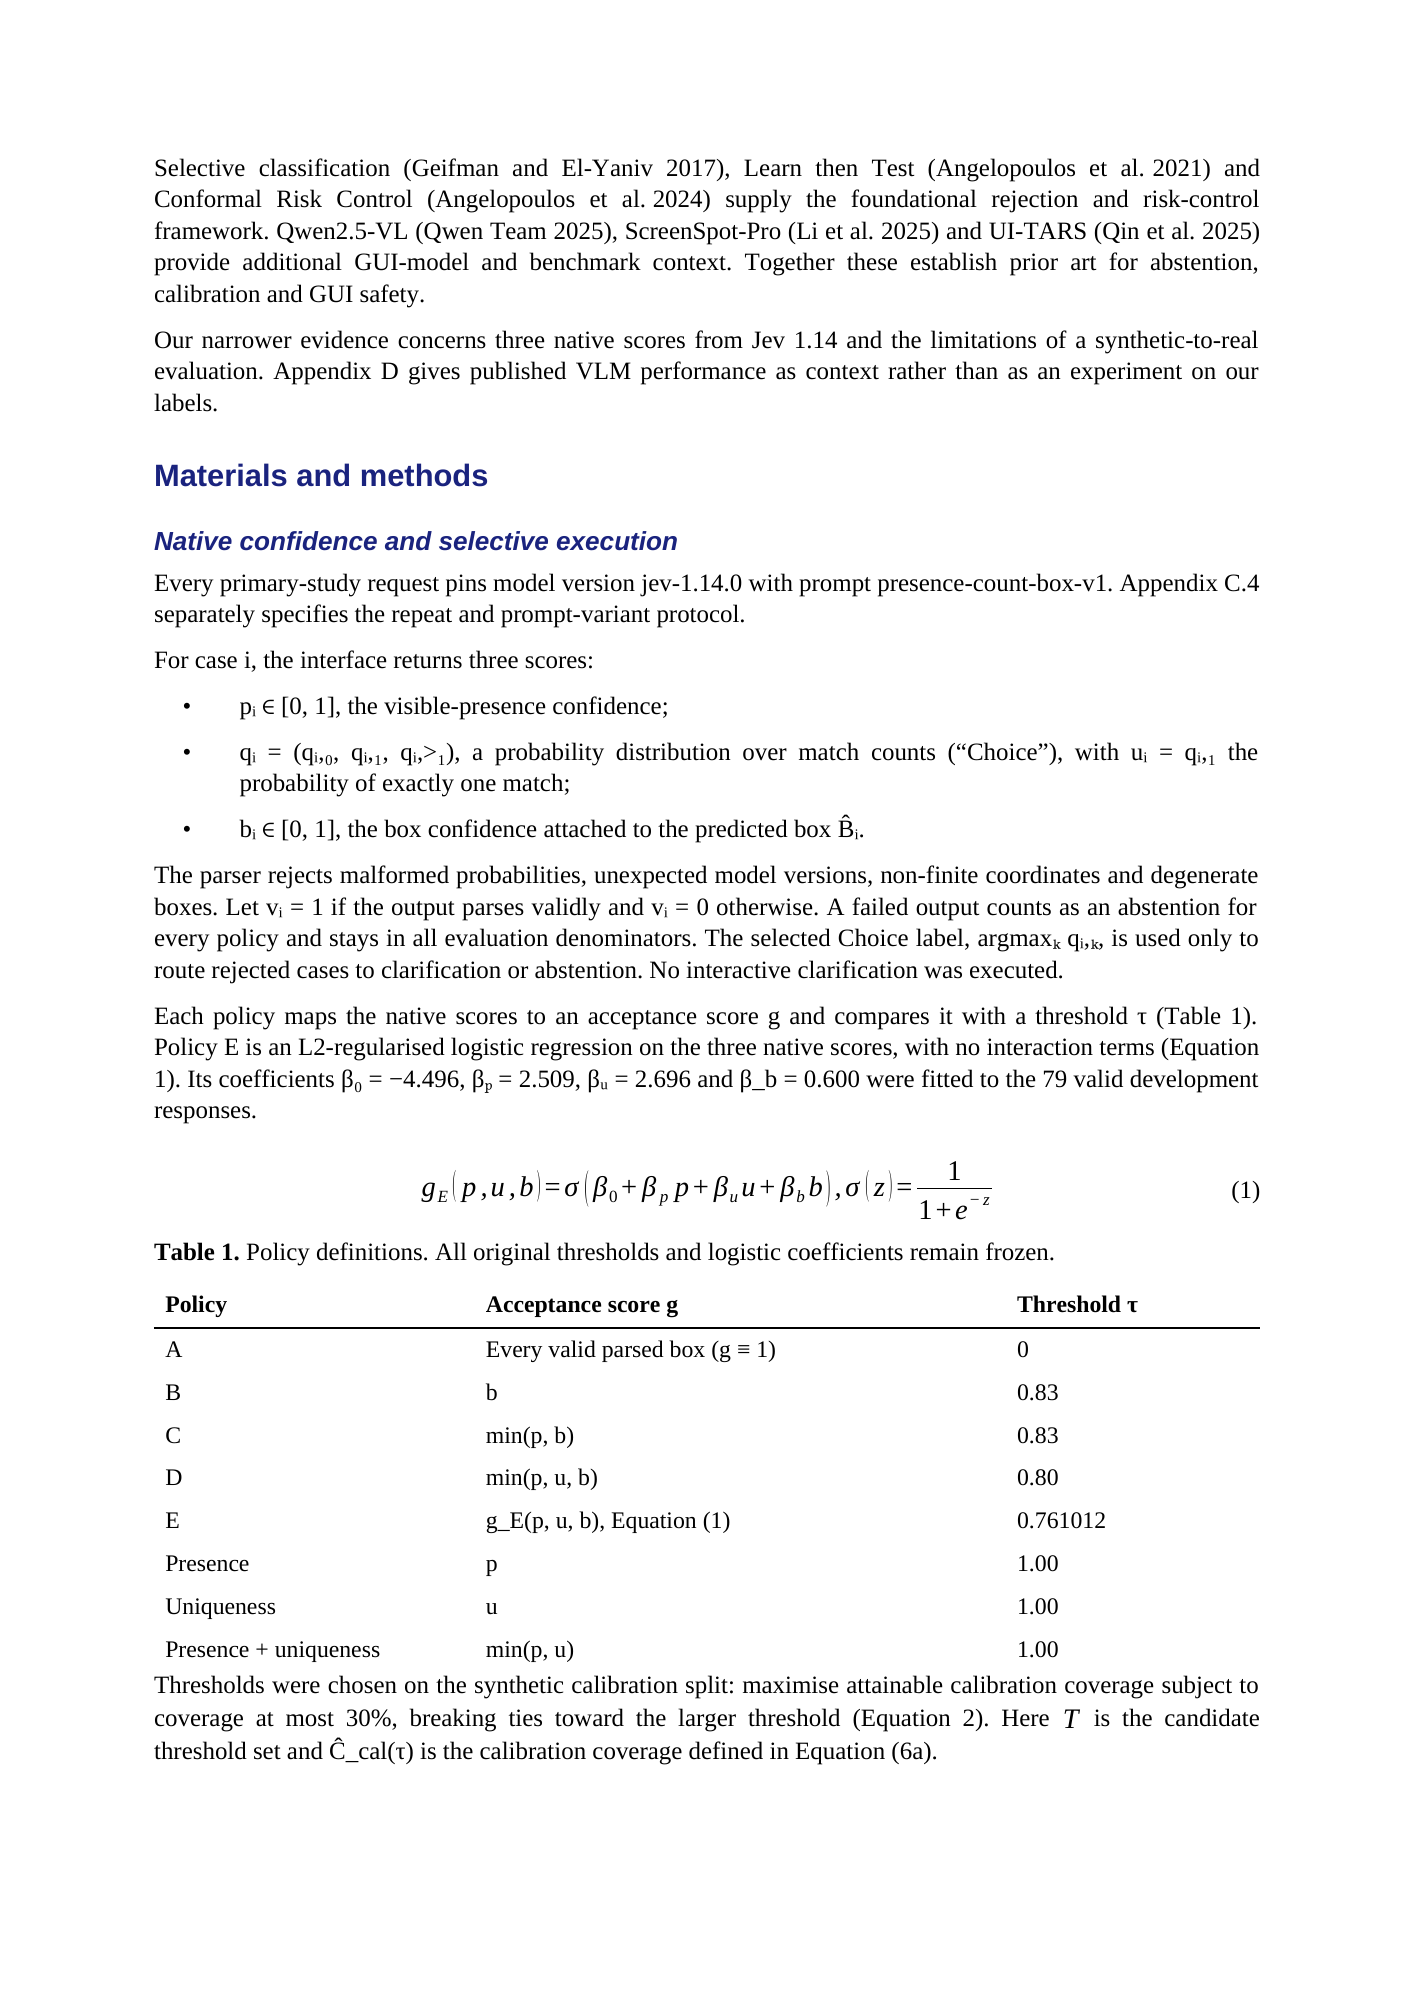 Selective classification (Geifman and El-Yaniv 2017), Learn then Test (Angelopoulos et al. 2021) and
Conformal Risk Control (Angelopoulos et al. 2024) supply the foundational rejection and risk-control
framework. Qwen2.5-VL (Qwen Team 2025), ScreenSpot-Pro (Li et al. 2025) and UI-TARS (Qin et al. 2025)
provide additional GUI-model and benchmark context. Together these establish prior art for abstention,
calibration and GUI safety.
Our narrower evidence concerns three native scores from Jev 1.14 and the limitations of a synthetic-to-real
evaluation. Appendix D gives published VLM performance as context rather than as an experiment on our
labels.
Materials and methods
Native confidence and selective execution
Every primary-study request pins model version jev-1.14.0 with prompt presence-count-box-v1. Appendix C.4
separately specifies the repeat and prompt-variant protocol.
For case i, the interface returns three scores:
• pᵢ ∈ [0, 1], the visible-presence confidence;
• qᵢ = (qᵢ,₀, qᵢ,₁, qᵢ,>₁), a probability distribution over match counts (“Choice”), with uᵢ = qᵢ,₁ the
probability of exactly one match;
• bᵢ ∈ [0, 1], the box confidence attached to the predicted box B̂ᵢ.
The parser rejects malformed probabilities, unexpected model versions, non-finite coordinates and degenerate
boxes. Let vᵢ = 1 if the output parses validly and vᵢ = 0 otherwise. A failed output counts as an abstention for
every policy and stays in all evaluation denominators. The selected Choice label, argmaxₖ qᵢ,ₖ, is used only to
route rejected cases to clarification or abstention. No interactive clarification was executed.
Each policy maps the native scores to an acceptance score g and compares it with a threshold τ (Table 1).
Policy E is an L2-regularised logistic regression on the three native scores, with no interaction terms (Equation
1). Its coefficients β₀ = −4.496, βₚ = 2.509, βᵤ = 2.696 and β_b = 0.600 were fitted to the 79 valid development
responses.
g_E(p,u,b)=σ(β₀+βₚ p+βᵤ u+β_b b), σ(z)=1/(1+e^−z) (1)
Table 1. Policy definitions. All original thresholds and logistic coefficients remain frozen.
Policy Acceptance score g Threshold τ
A Every valid parsed box (g ≡ 1) 0
B b 0.83
C min(p, b) 0.83
D min(p, u, b) 0.80
E g_E(p, u, b), Equation (1) 0.761012
Presence p 1.00
Uniqueness u 1.00
Presence + uniqueness min(p, u) 1.00
Thresholds were chosen on the synthetic calibration split: maximise attainable calibration coverage subject to
coverage at most 30%, breaking ties toward the larger threshold (Equation 2). Here T is the candidate
threshold set and Ĉ_cal(τ) is the calibration coverage defined in Equation (6a).